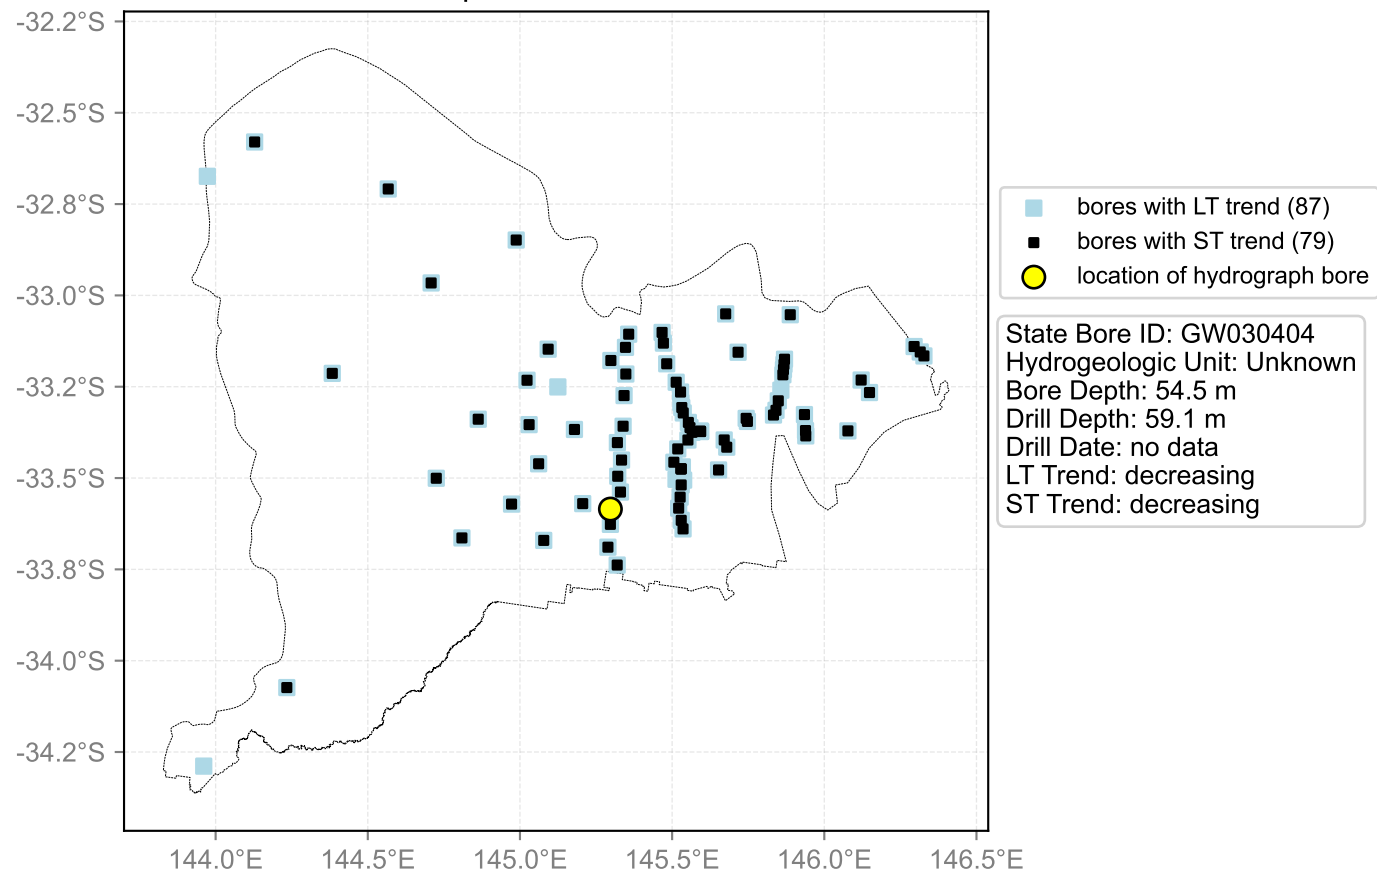 -32.2°S
-32.5°S
-32.8°S
-33.0°S
-33.2°S
-33.5°S
-33.8°S
-34.0°S
-34.2°S
144.0°E
144.5°E
145.0°E
145.5°E
146.0°E
146.5°E
bores with LT trend (87)
bores with ST trend (79)
location of hydrograph bore
State Bore ID: GW030404
Hydrogeologic Unit: Unknown
Bore Depth: 54.5 m
Drill Depth: 59.1 m
Drill Date: no data
LT Trend: decreasing
ST Trend: decreasing